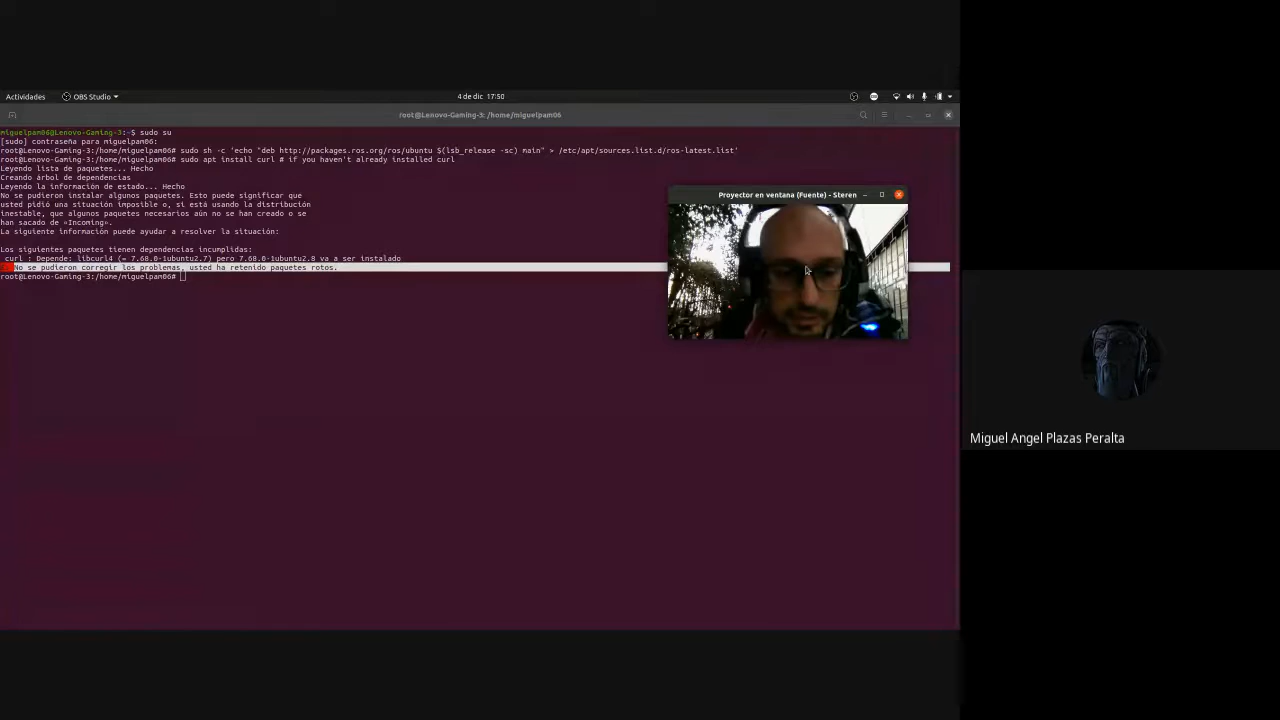 Actividades
OBS Studio
4 de dic 17:50
root@Lenovo-Gaming-3: /home/miguelpam06
miguelpam06@Lenovo-Gaming-3:~$ sudo su
[sudo] contraseña para miguelpam06:
root@Lenovo-Gaming-3:/home/miguelpam06# sudo sh -c 'echo "deb http://packages.ros.org/ros/ubuntu $(lsb_release -sc) main" > /etc/apt/sources.list.d/ros-latest.list'
root@Lenovo-Gaming-3:/home/miguelpam06# sudo apt install curl # if you haven't already installed curl
Leyendo lista de paquetes... Hecho
Creando árbol de dependencias
Leyendo la información de estado... Hecho
No se pudieron instalar algunos paquetes. Esto puede significar que
usted pidió una situación imposible o, si está usando la distribución
inestable, que algunos paquetes necesarios aún no se han creado o se
han sacado de «Incoming».
La siguiente información puede ayudar a resolver la situación:
Los siguientes paquetes tienen dependencias incumplidas:
curl : Depende: libcurl4 (= 7.68.0-1ubuntu2.7) pero 7.68.0-1ubuntu2.8 va a ser instalado
No se pudieron corregir los problemas, usted ha retenido paquetes rotos.
root@Lenovo-Gaming-3:/home/miguelpam06#
Proyector en ventana (Fuente) - Steren
Miguel Angel Plazas Peralta